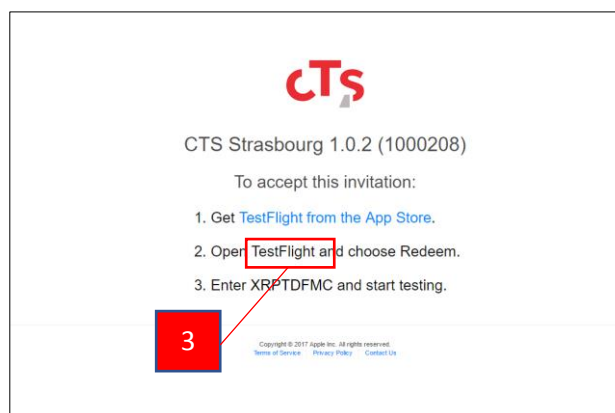 cTs
CTS Strasbourg 1.0.2 (1000208)
To accept this invitation:
1. Get TestFlight from the App Store.
2. Open TestFlight and choose Redeem.
3. Enter XRPTDFMC and start testing.
3
Copyright © 2017 Apple Inc. All rights reserved.
Terms of Service Privacy Policy Contact Us